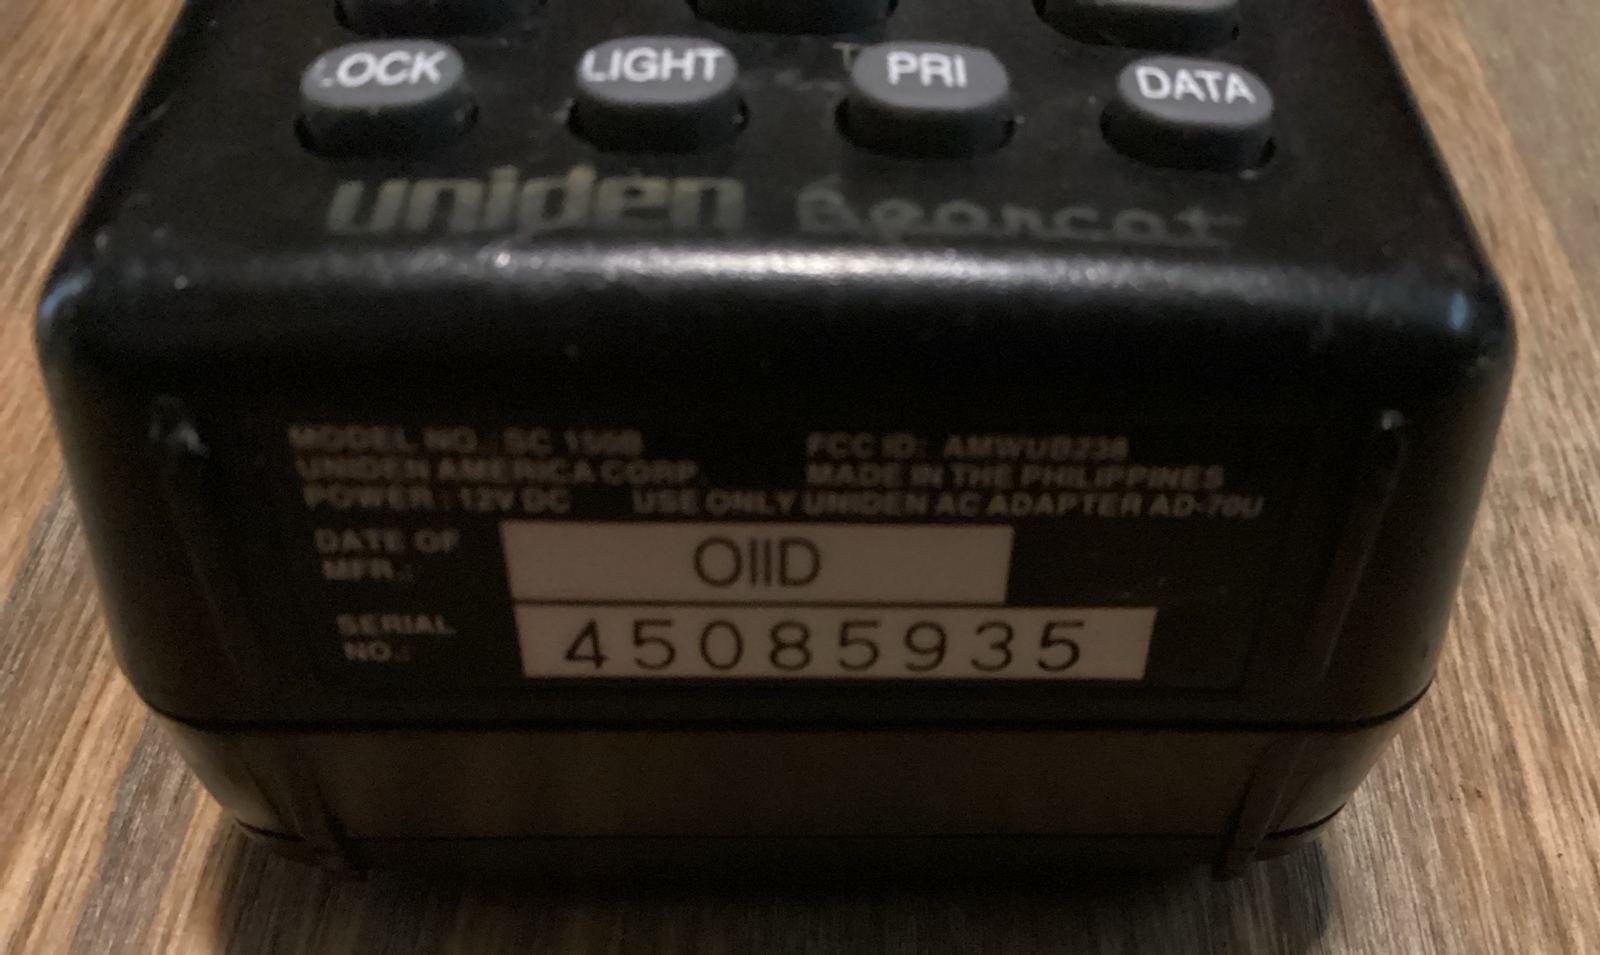 LOCK LIGHT PRI DATA
uniden Bearcat
MODEL NO.: SC 150B FCC ID: AMWUB238
UNIDEN AMERICA CORP. MADE IN THE PHILIPPINES
POWER: 12V DC USE ONLY UNIDEN AC ADAPTER AD-70U
DATE OF
MFR.:
OIID
SERIAL
NO.:
45085935